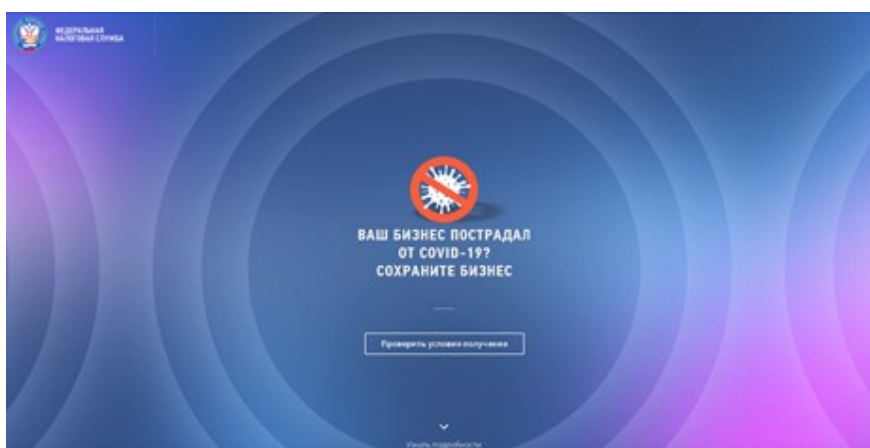 ФЕДЕРАЛЬНАЯ
НАЛОГОВАЯ СЛУЖБА
ВАШ БИЗНЕС ПОСТРАДАЛ
ОТ COVID-19?
СОХРАНИТЕ БИЗНЕС
Проверить условия получения
Узнать подробности